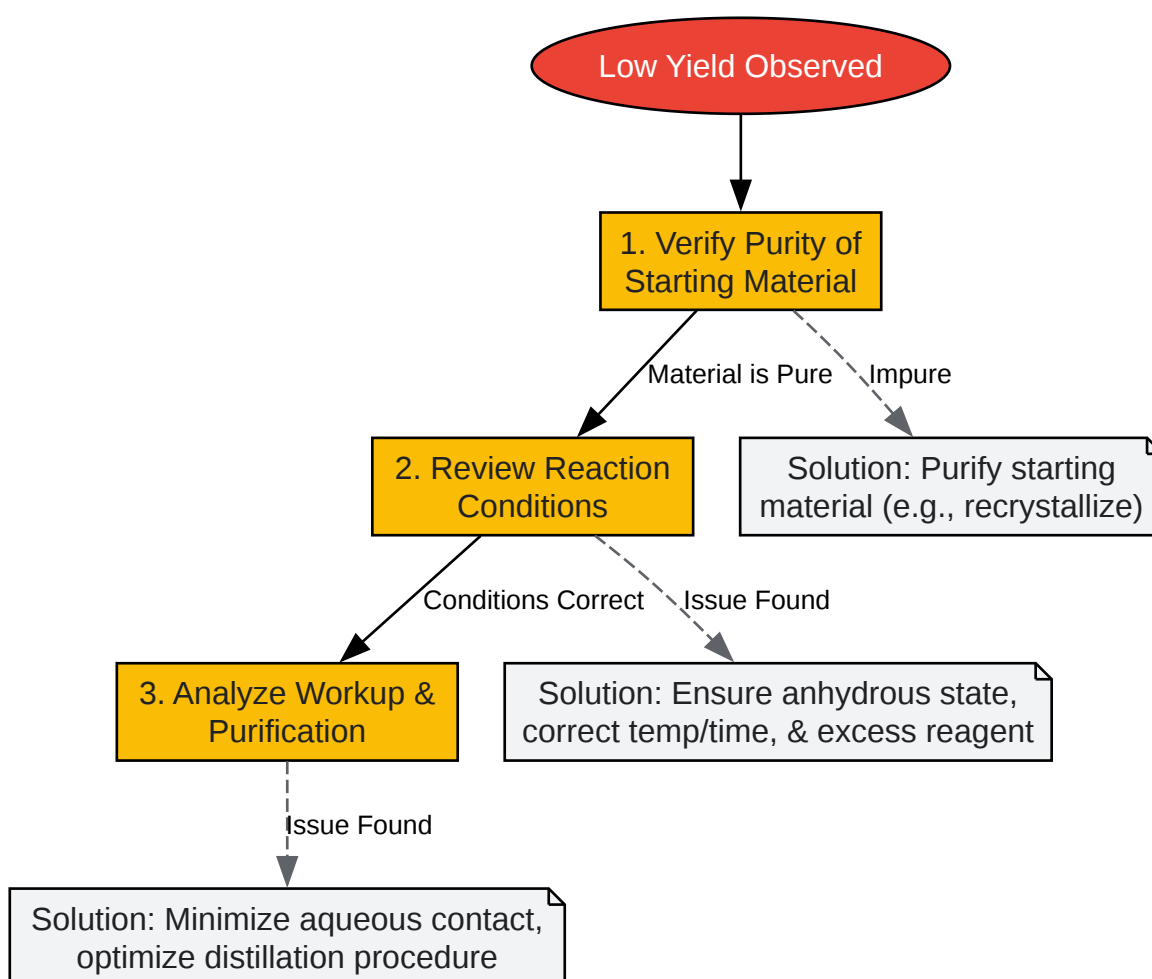 Low Yield Observed
1. Verify Purity of
Starting Material
Material is Pure
Impure
2. Review Reaction
Conditions
Solution: Purify starting
material (e.g., recrystallize)
Conditions Correct
Issue Found
3. Analyze Workup &
Purification
Solution: Ensure anhydrous state,
correct temp/time, & excess reagent
Issue Found
Solution: Minimize aqueous contact,
optimize distillation procedure